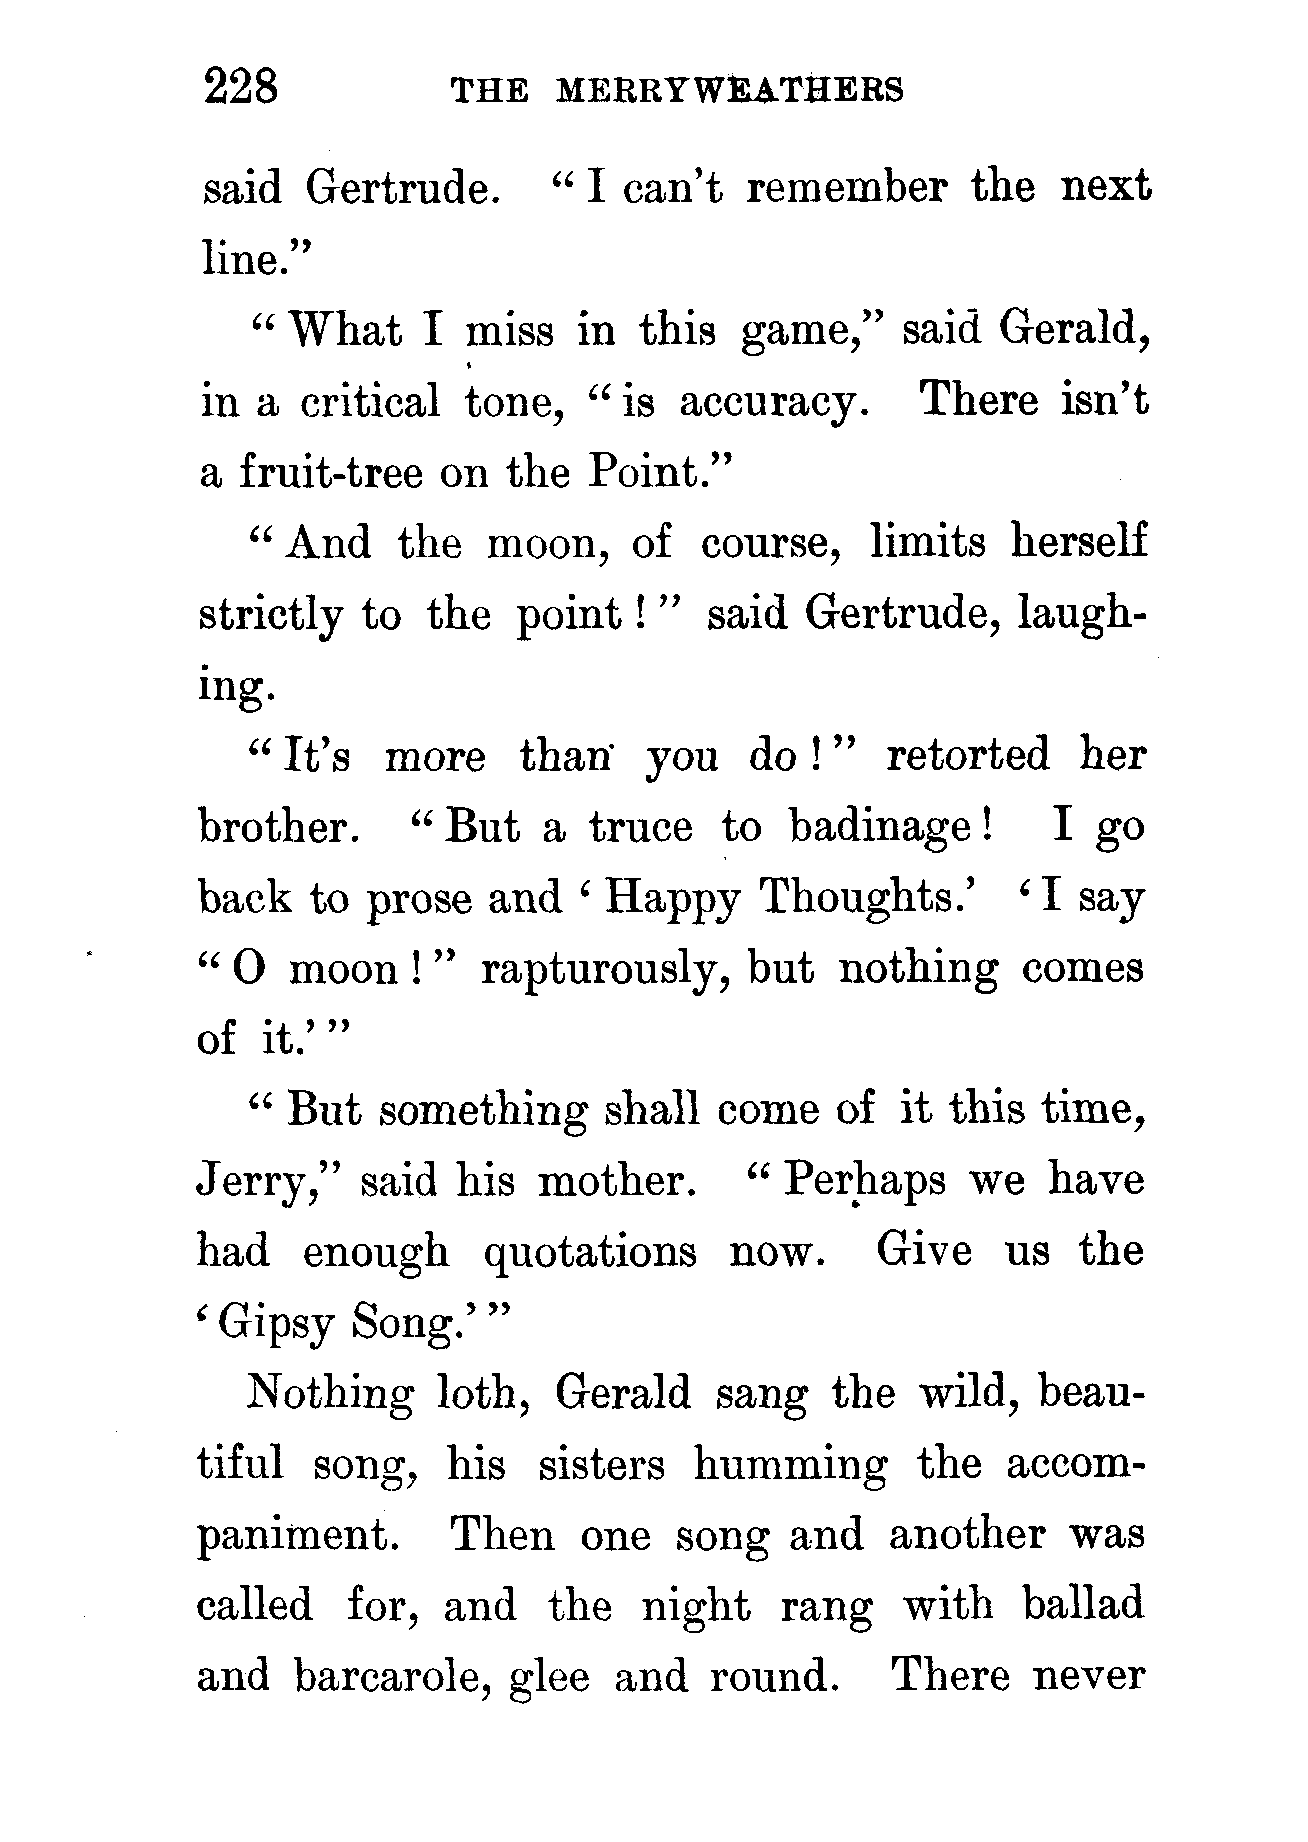 228 THE MERRYWEATHERS
said Gertrude. "I can't remember the next
line."
"What I miss in this game," said Gerald,
in a critical tone, "is accuracy. There isn't
a fruit-tree on the Point."
"And the moon, of course, limits herself
strictly to the point!" said Gertrude, laugh-
ing.
"It's more than you do!" retorted her
brother. "But a truce to badinage! I go
back to prose and 'Happy Thoughts.' 'I say
"O moon!" rapturously, but nothing comes
of it.'"
"But something shall come of it this time,
Jerry," said his mother. "Perhaps we have
had enough quotations now. Give us the
'Gipsy Song.'"
Nothing loth, Gerald sang the wild, beau-
tiful song, his sisters humming the accom-
paniment. Then one song and another was
called for, and the night rang with ballad
and barcarole, glee and round. There never